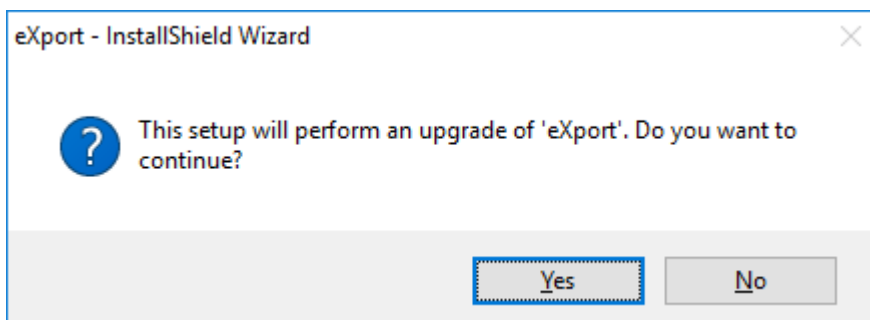 eXport - InstallShield Wizard
This setup will perform an upgrade of 'eXport'. Do you want to
continue?
Yes
No